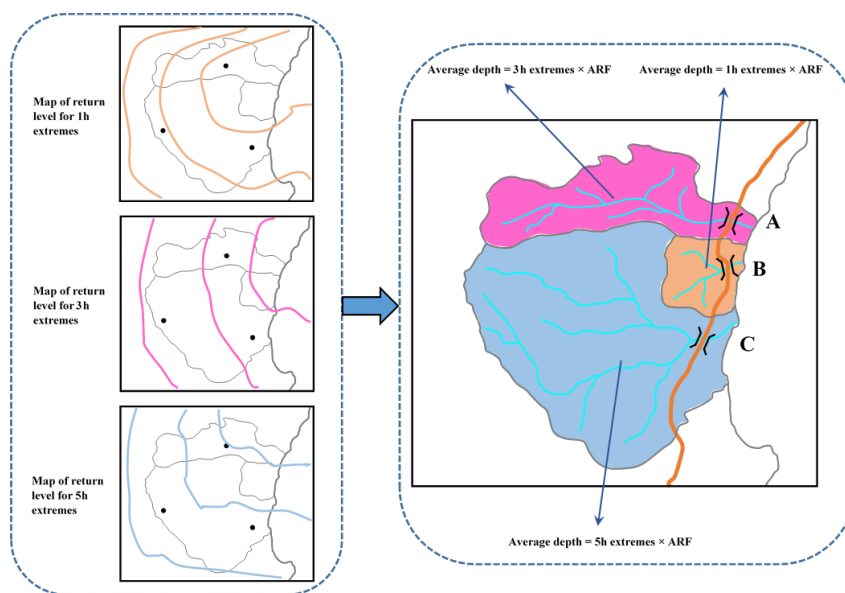 Map of return
level for 1h
extremes
Map of return
level for 3h
extremes
Map of return
level for 5h
extremes
Average depth = 3h extremes × ARF
Average depth = 1h extremes × ARF
A
B
C
Average depth = 5h extremes × ARF